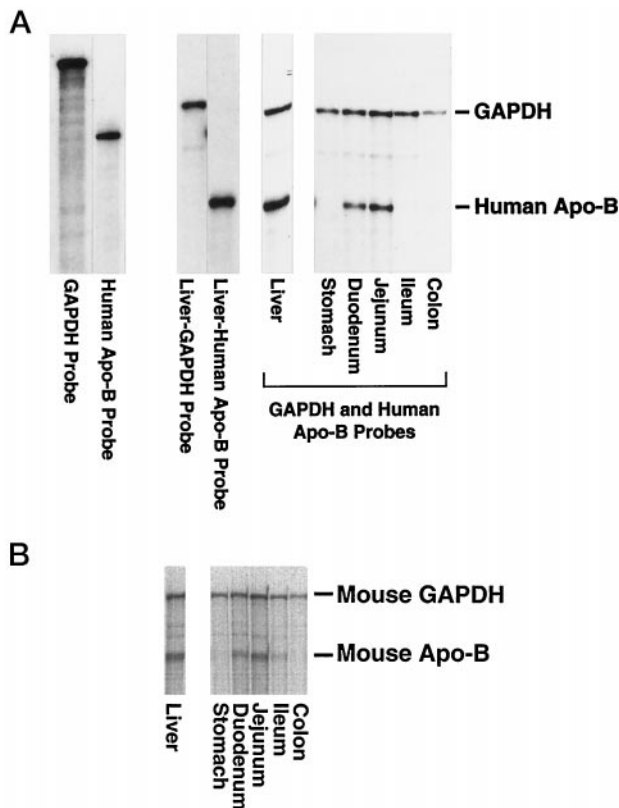 A
GAPDH
Human Apo-B
GAPDH Probe
Human Apo-B Probe
Liver-GAPDH Probe
Liver-Human Apo-B Probe
Liver
Stomach
Duodenum
Jejunum
Ileum
Colon
GAPDH and Human
Apo-B Probes
B
Mouse GAPDH
Mouse Apo-B
Liver
Stomach
Duodenum
Jejunum
Ileum
Colon